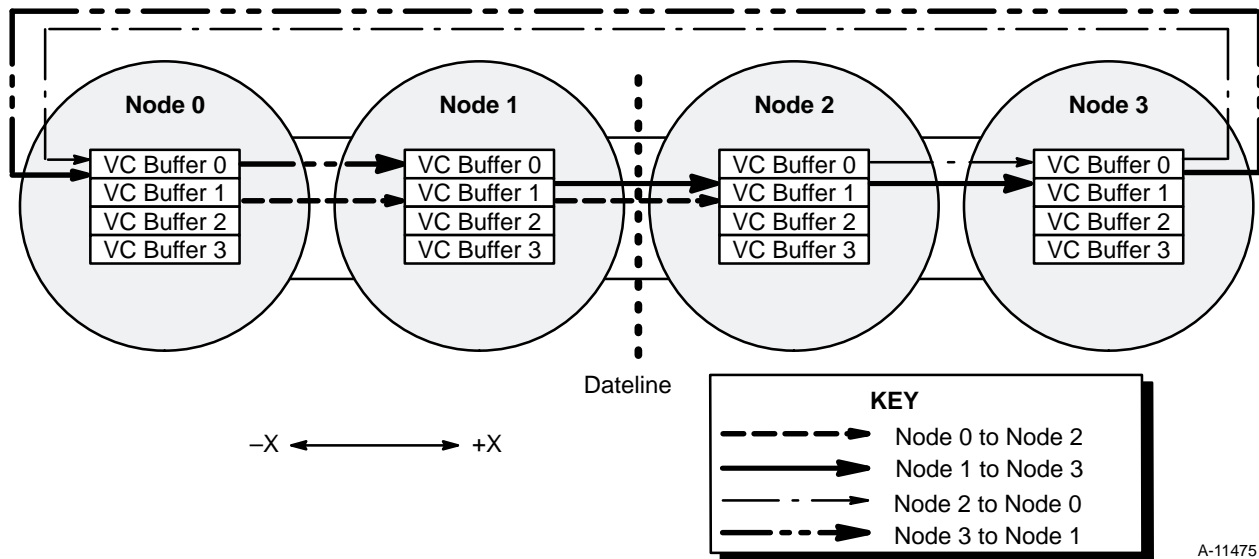 Node 0
Node 1
Node 2
Node 3
VC Buffer 0
VC Buffer 1
VC Buffer 2
VC Buffer 3
VC Buffer 0
VC Buffer 1
VC Buffer 2
VC Buffer 3
VC Buffer 0
VC Buffer 1
VC Buffer 2
VC Buffer 3
VC Buffer 0
VC Buffer 1
VC Buffer 2
VC Buffer 3
Dateline
–X
+X
KEY
Node 0 to Node 2
Node 1 to Node 3
Node 2 to Node 0
Node 3 to Node 1
A-11475